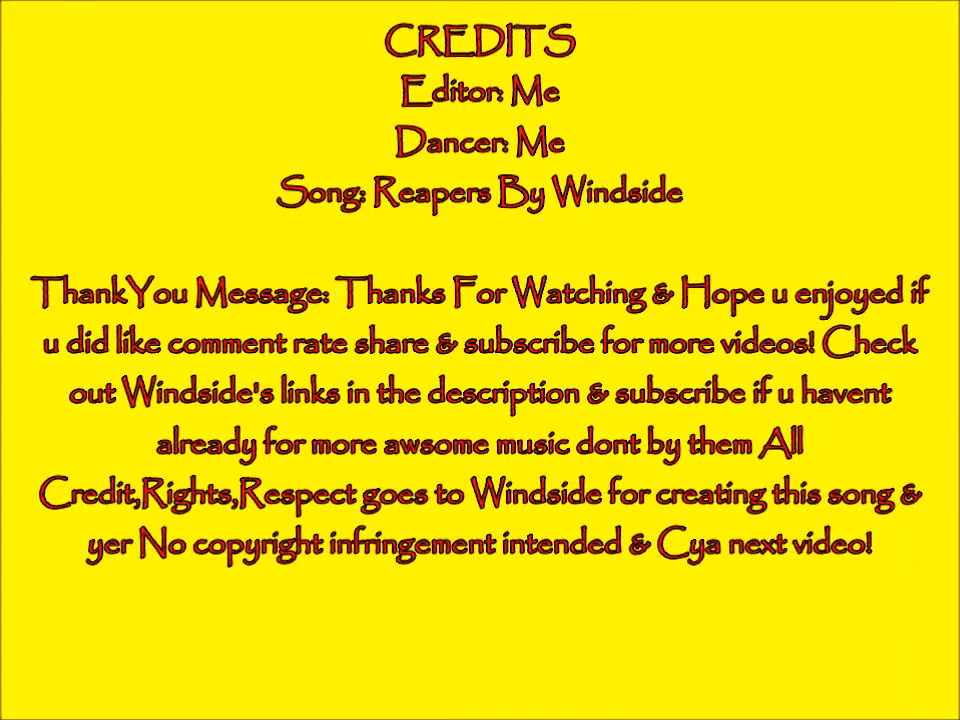 CREDITS
Editor: Me
Dancer: Me
Song: Reapers By Windside
ThankYou Message: Thanks For Watching & Hope u enjoyed if
u did like comment rate share & subscribe for more videos! Check
out Windside's links in the description & subscribe if u havent
already for more awsome music dont by them All
Credit,Rights,Respect goes to Windside for creating this song &
yer No copyright infringement intended & Cya next video!